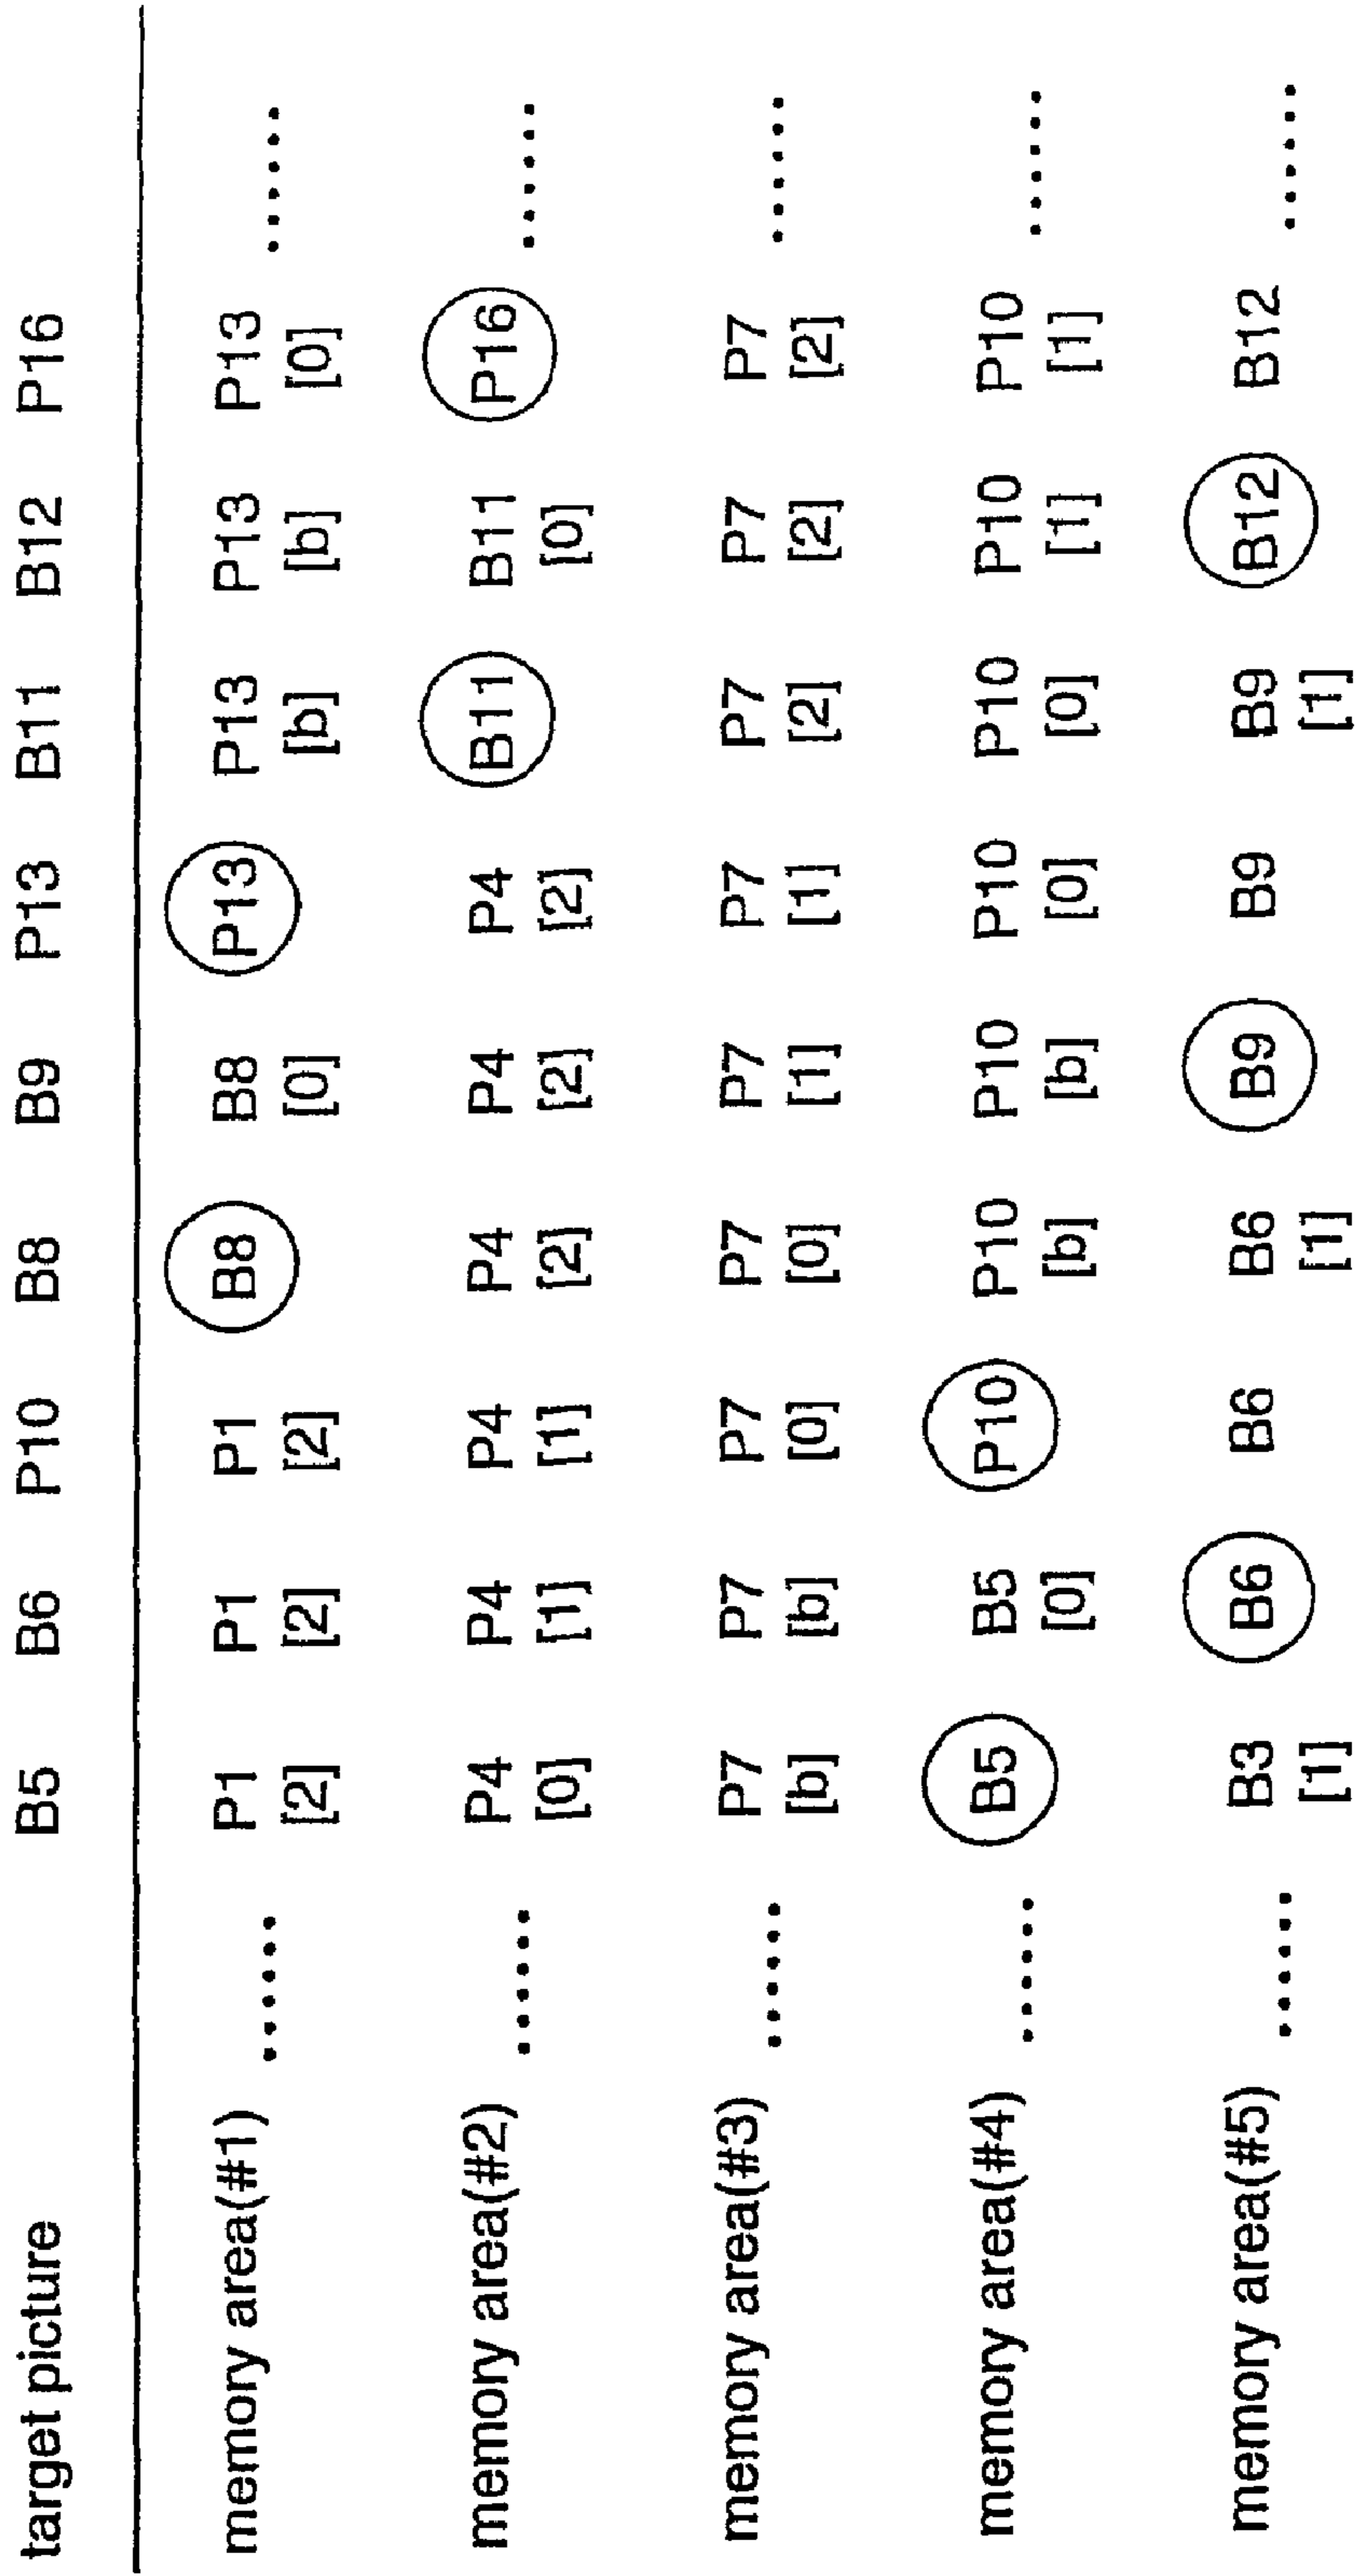 target picture B5 B6 P10 B8 B9 P13 B11 B12 P16
memory area(#1) ...... P1 P1 P1 B8 B8 P13 P13 P13 P13 ......
[2] [2] [2] [0] [b] [b] [0]
memory area(#2) ...... P4 P4 P4 P4 P4 P4 B11 B11 P16 ......
[0] [1] [1] [2] [2] [2] [0]
memory area(#3) ...... P7 P7 P7 P7 P7 P7 P7 P7 P7 ......
[b] [b] [0] [0] [1] [1] [2] [2] [2]
memory area(#4) ...... B5 B5 P10 P10 P10 P10 P10 P10 P10 ......
[0] [b] [b] [0] [0] [1] [1]
memory area(#5) ...... B3 B6 B6 B6 B9 B9 B9 B12 B12 ......
[1] [1] [1]